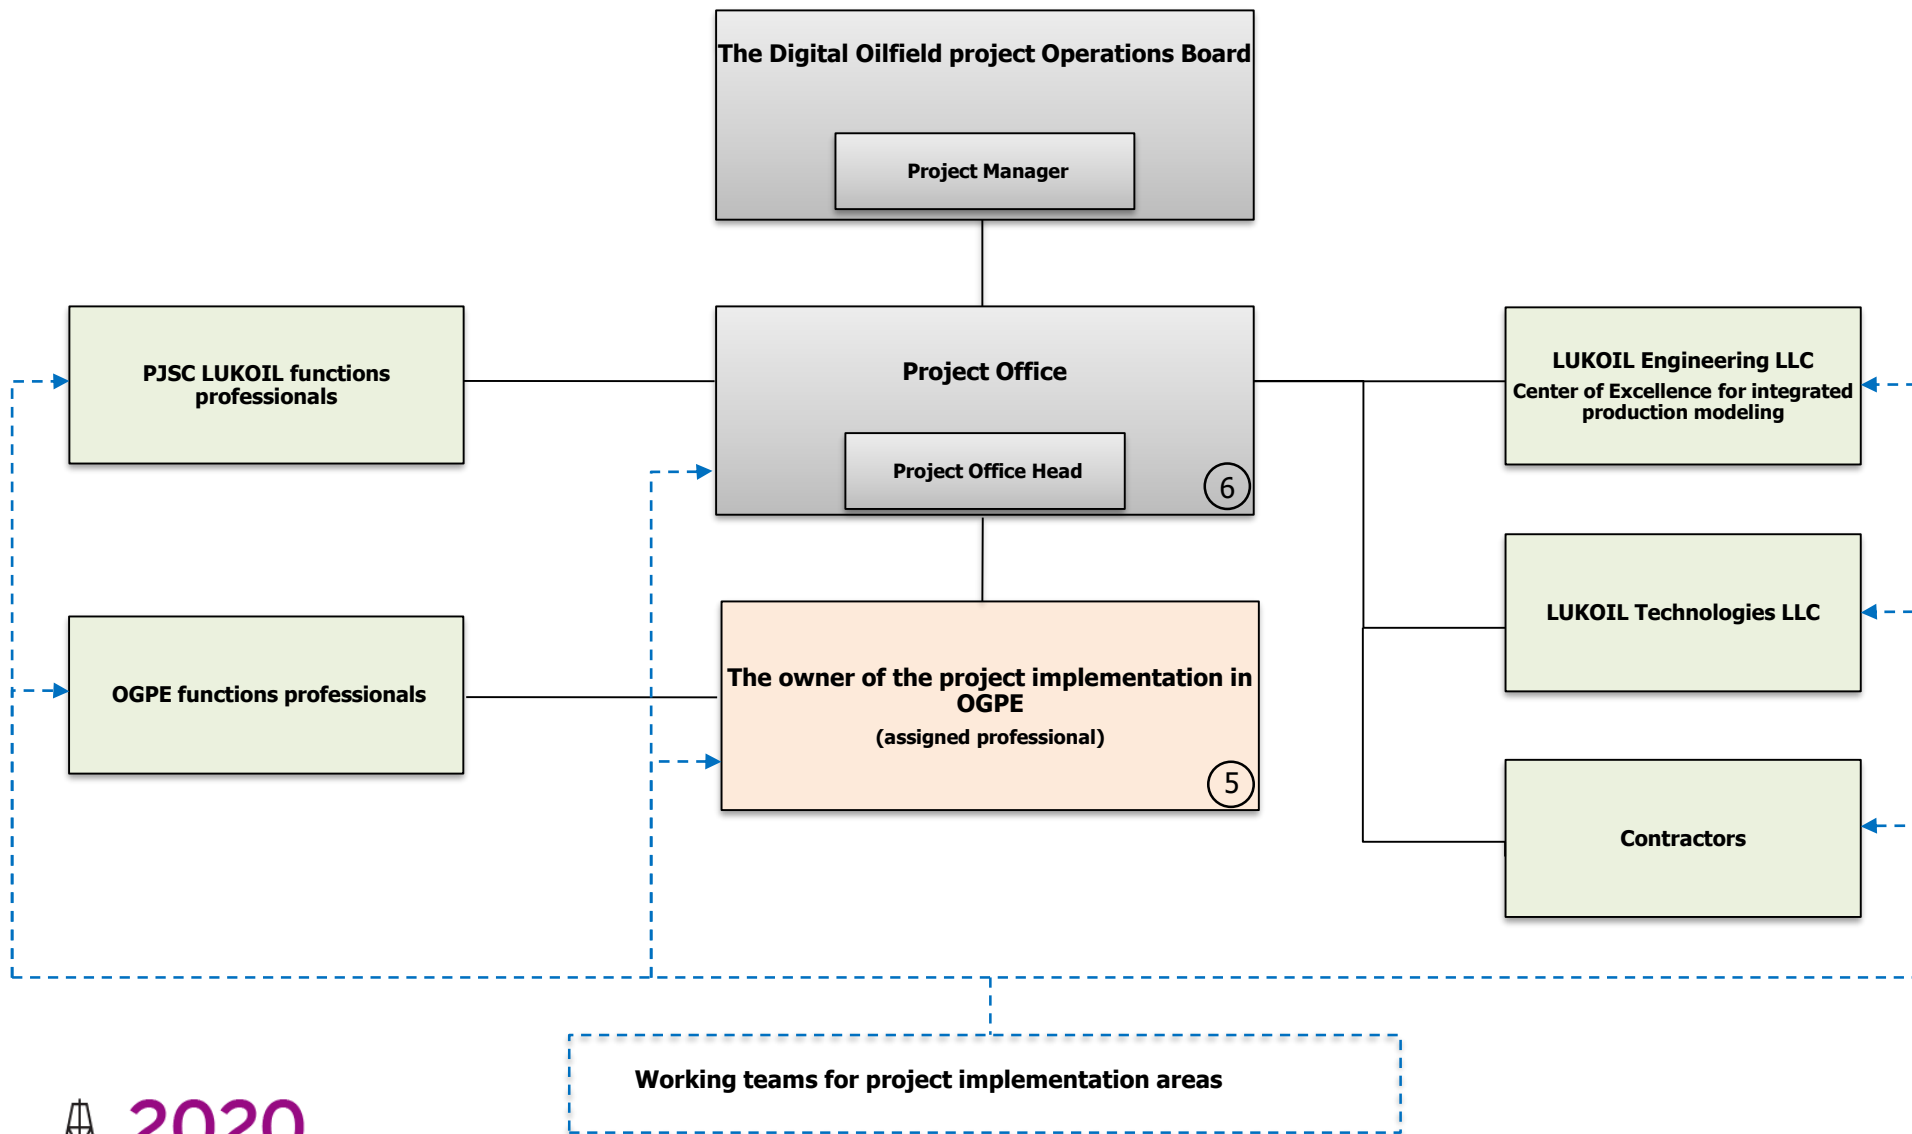 The Digital Oilfield project Operations Board
Project Manager
PJSC LUKOIL functions
professionals
Project Office
Project Office Head
6
LUKOIL Engineering LLC
Center of Excellence for integrated
production modeling
OGPE functions professionals
The owner of the project implementation in
OGPE
(assigned professional)
5
LUKOIL Technologies LLC
Contractors
Working teams for project implementation areas
2020